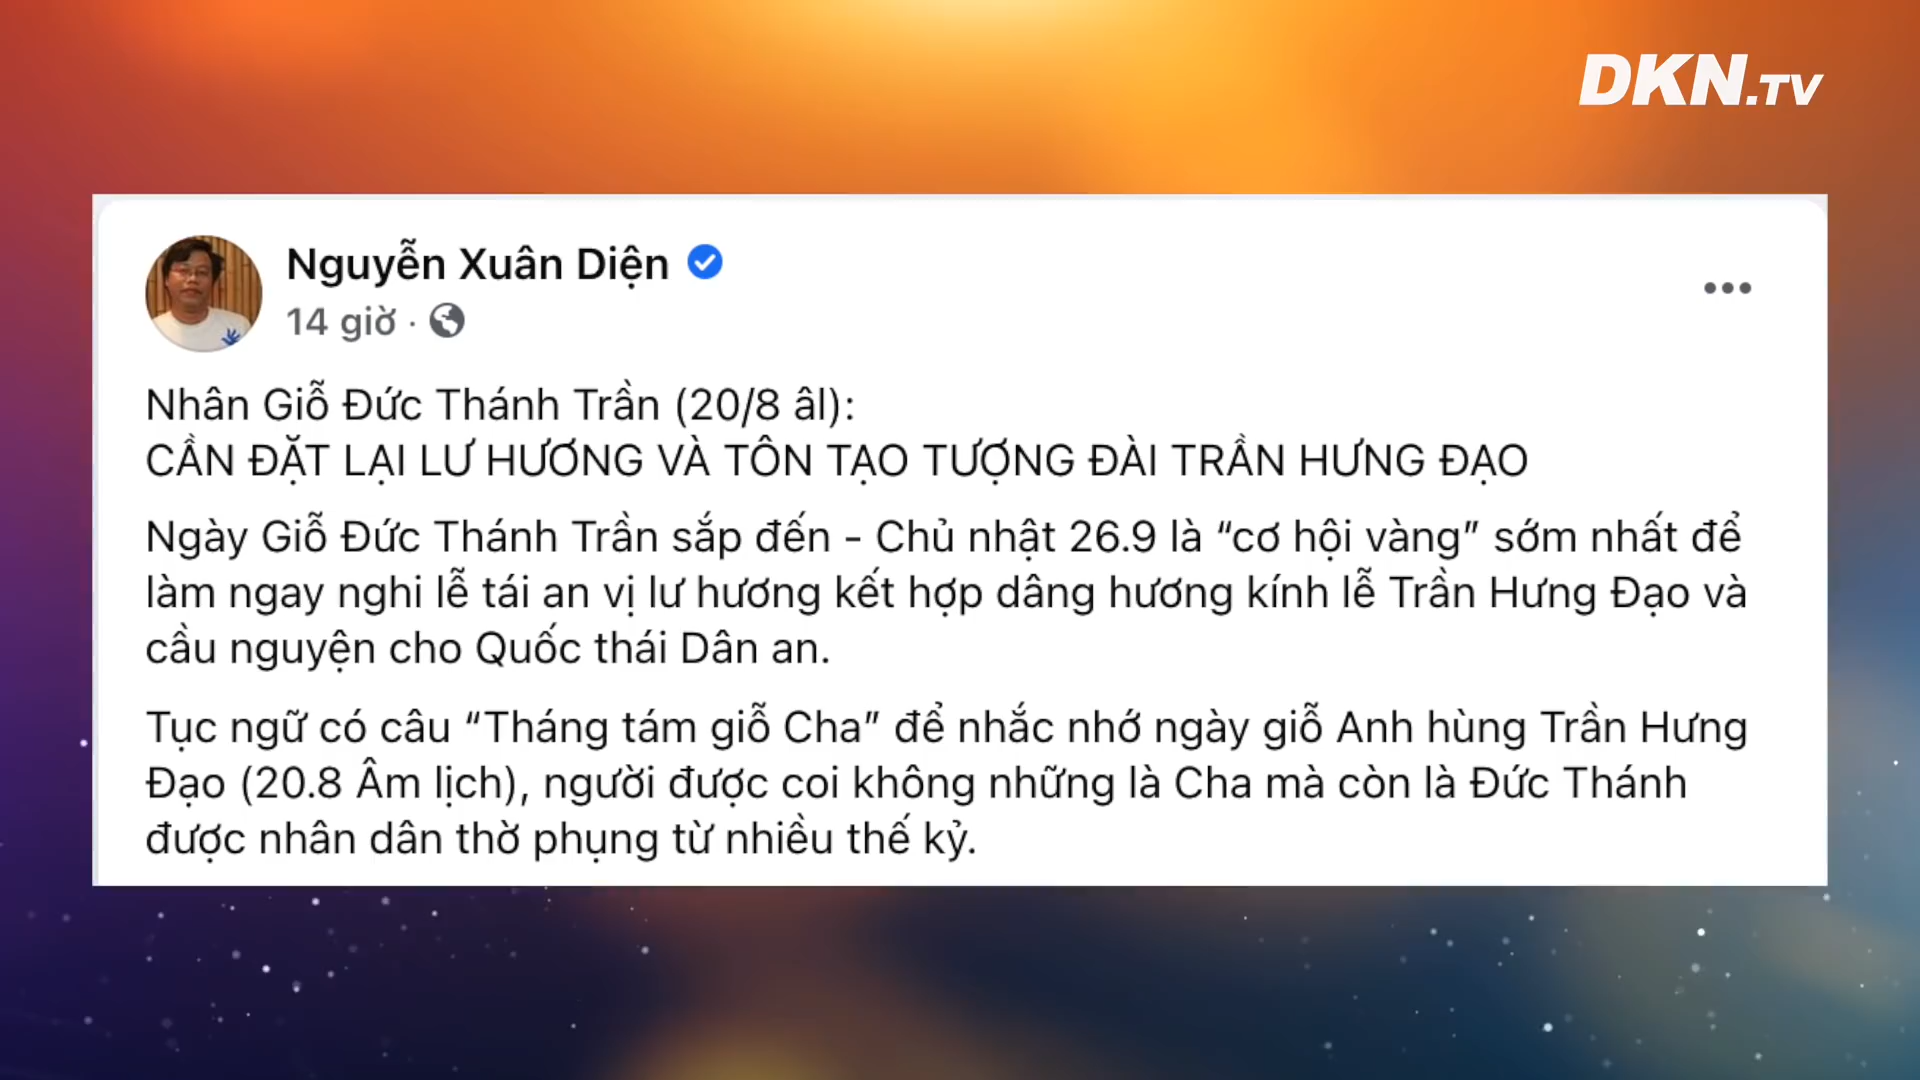 DKN.TV
Nguyễn Xuân Diện
14 giờ ·
Nhân Giỗ Đức Thánh Trần (20/8 âl):
CẦN ĐẶT LẠI LƯ HƯƠNG VÀ TÔN TẠO TƯỢNG ĐÀI TRẦN HƯNG ĐẠO
Ngày Giỗ Đức Thánh Trần sắp đến - Chủ nhật 26.9 là “cơ hội vàng” sớm nhất để
làm ngay nghi lễ tái an vị lư hương kết hợp dâng hương kính lễ Trần Hưng Đạo và
cầu nguyện cho Quốc thái Dân an.
Tục ngữ có câu “Tháng tám giỗ Cha” để nhắc nhớ ngày giỗ Anh hùng Trần Hưng
Đạo (20.8 Âm lịch), người được coi không những là Cha mà còn là Đức Thánh
được nhân dân thờ phụng từ nhiều thế kỷ.